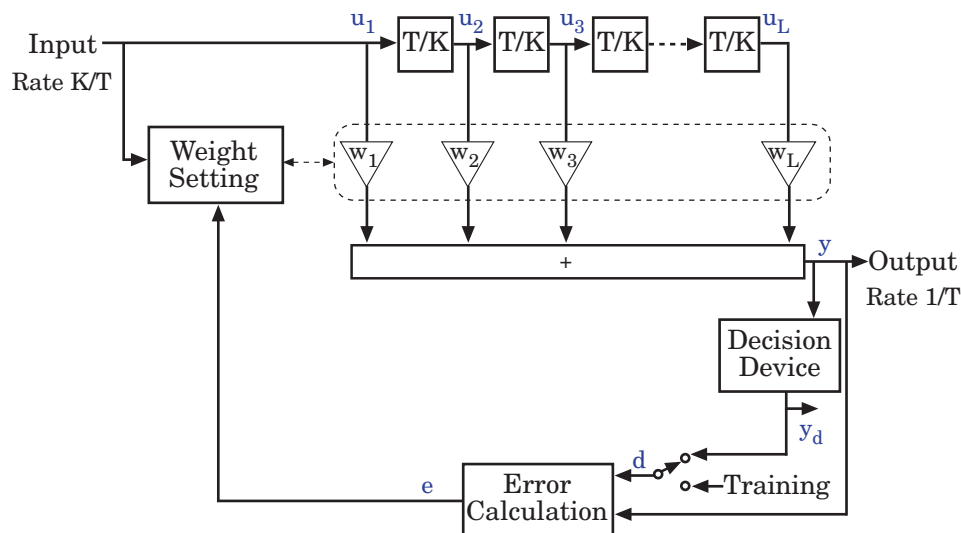 u1 u2 u3 uL
Input T/K T/K T/K T/K
Rate K/T
Weight
Setting
w1 w2 w3 wL
+
y
Output
Rate 1/T
Decision
Device
yd
d
Training
e
Error
Calculation